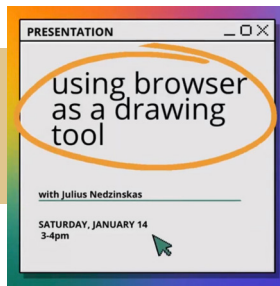 PRESENTATION
using browser
as a drawing
tool
with Julius Nedzinskas
SATURDAY, JANUARY 14
3-4pm